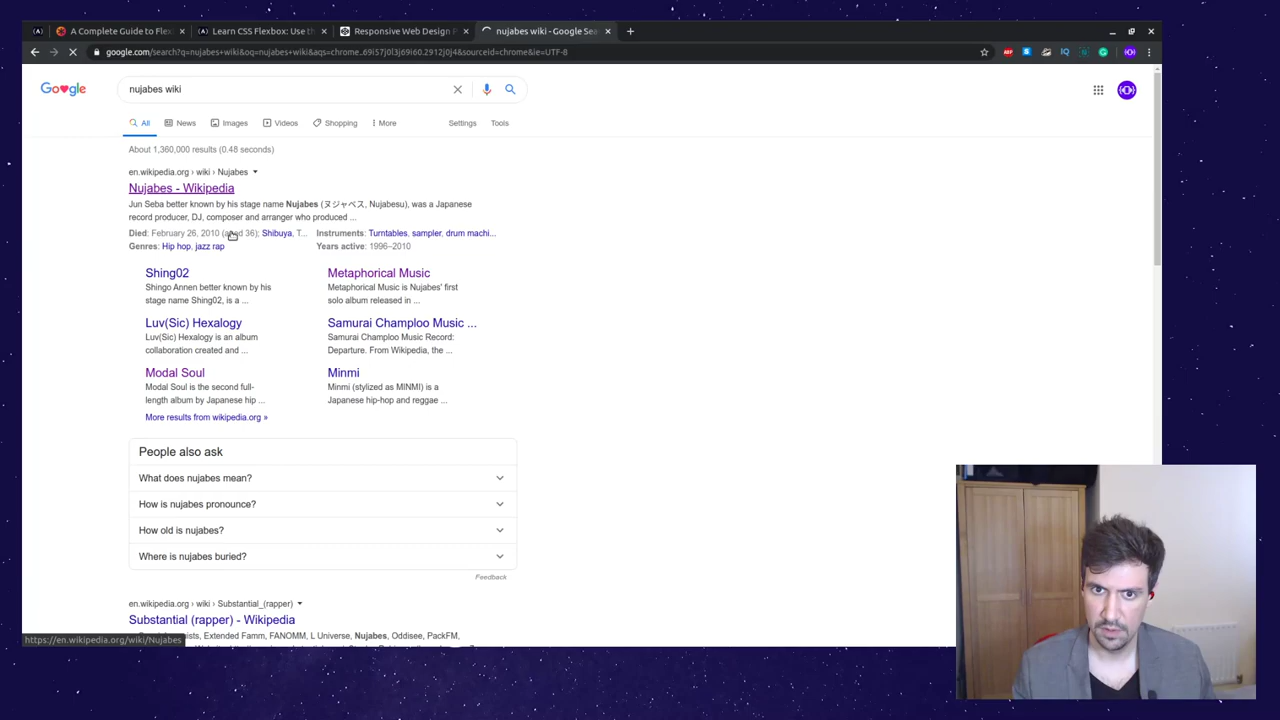 A Complete Guide to Flex
Learn CSS Flexbox: Use th
Responsive Web Design P
nujabes wiki - Google Sea
google.com/search?q=nujabes+wiki&oq=nujabes+wiki&aqs=chrome..69i57j0l3j69i60.2912j0j4&sourceid=chrome&ie=UTF-8
nujabes wiki
All
News
Images
Videos
Shopping
More
Settings
Tools
About 1,360,000 results (0.48 seconds)
en.wikipedia.org › wiki › Nujabes
Nujabes - Wikipedia
Jun Seba better known by his stage name Nujabes (ヌジャベス, Nujabesu), was a Japanese
record producer, DJ, composer and arranger who produced ...
Died: February 26, 2010 36); Shibuya, T...
Genres: Hip hop, jazz rap
Instruments: Turntables, sampler, drum machi...
Years active: 1996–2010
Shing02
Shingo Annen better known by his
stage name Shing02, is a ...
Metaphorical Music
Metaphorical Music is Nujabes' first
solo album released in ...
Luv(Sic) Hexalogy
Luv(Sic) Hexalogy is an album
collaboration created and ...
Samurai Champloo Music ...
Samurai Champloo Music Record:
Departure. From Wikipedia, the ...
Modal Soul
Modal Soul is the second full-
length album by Japanese hip ...
Minmi
Minmi (stylized as MINMI) is a
Japanese hip-hop and reggae ...
More results from wikipedia.org »
People also ask
What does nujabes mean?
How is nujabes pronounce?
How old is nujabes?
Where is nujabes buried?
Feedback
en.wikipedia.org › wiki › Substantial_(rapper)
Substantial (rapper) - Wikipedia
ists, Extended Famm, FANOMM, L Universe, Nujabes, Oddisee, PackFM,
https://en.wikipedia.org/wiki/Nujabes